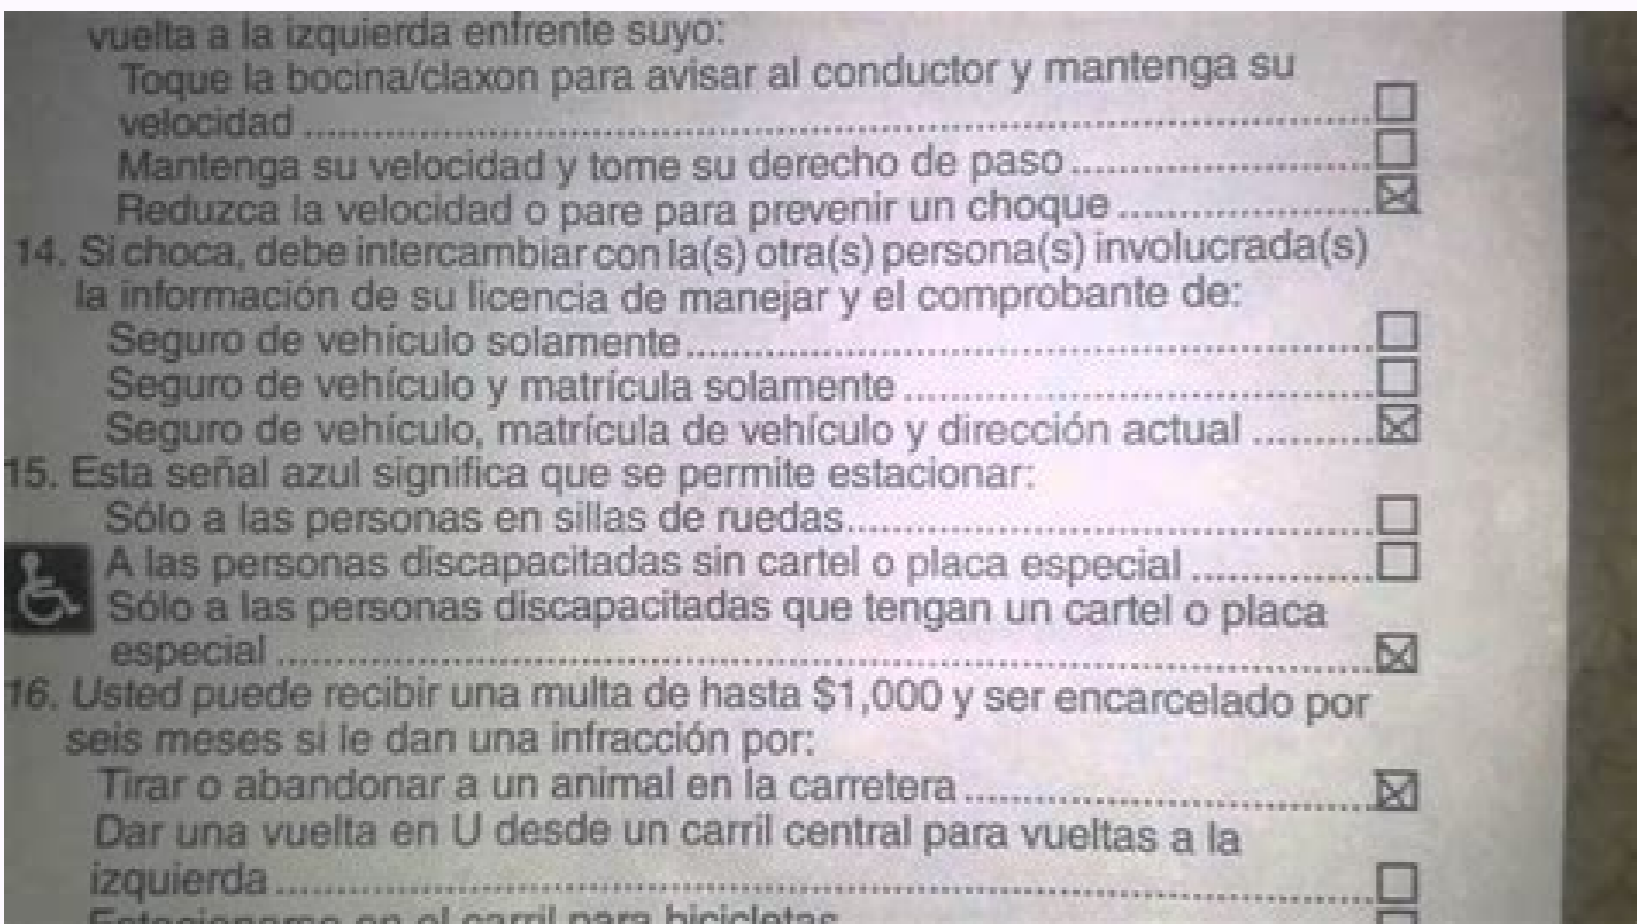 vuelta a la izquierda enfrente suyo:
Toque la bocina/claxon para avisar al conductor y mantenga su
velocidad
Mantenga su velocidad y tome su derecho de paso
Reduzca la velocidad o pare para prevenir un choque
14. Si choca, debe intercambiar con la(s) otra(s) persona(s) involucrada(s)
la información de su licencia de manejar y el comprobante de:
Seguro de vehículo solamente
Seguro de vehículo y matrícula solamente
Seguro de vehículo, matrícula de vehículo y dirección actual
15. Esta señal azul significa que se permite estacionar:
Sólo a las personas en sillas de ruedas
A las personas discapacitadas sin cartel o placa especial
Sólo a las personas discapacitadas que tengan un cartel o placa
especial
16. Usted puede recibir una multa de hasta $1,000 y ser encarcelado por
seis meses si le dan una infracción por:
Tirar o abandonar a un animal en la carretera
Dar una vuelta en U desde un carril central para vueltas a la
izquierda
Estacionarse en el carril para bicicletas